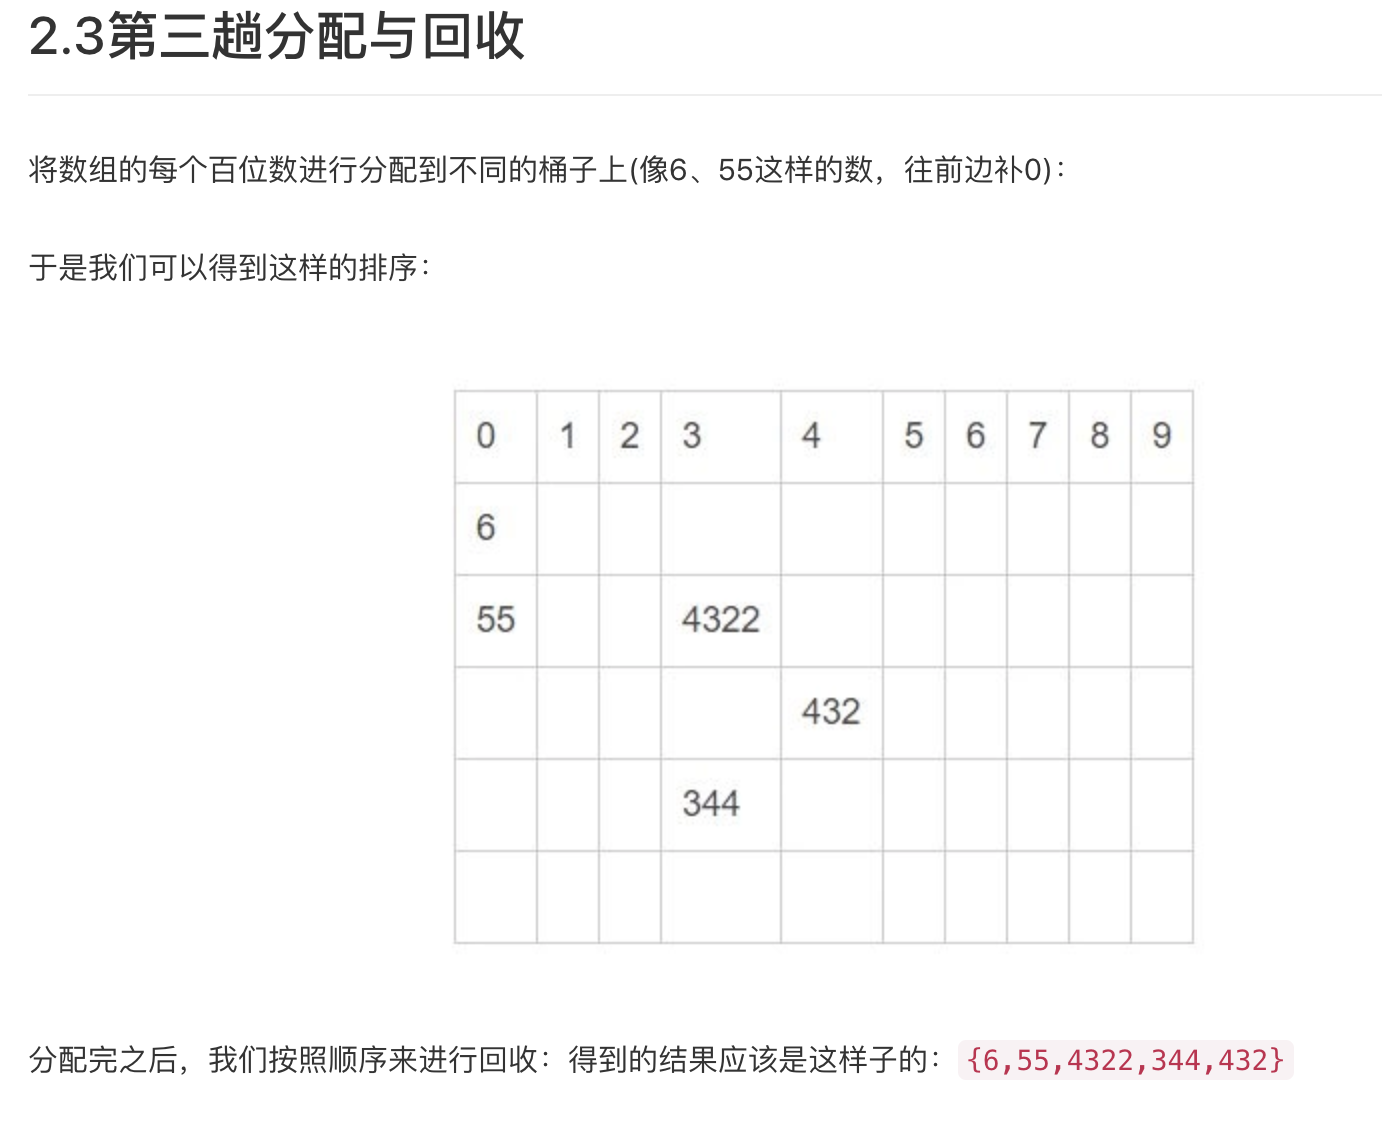 2.3第三趟分配与回收
将数组的每个百位数进行分配到不同的桶子上(像6、55这样的数，往前边补0)：
于是我们可以得到这样的排序：
0 1 2 3 4 5 6 7 8 9
6
55 4322
432
344
分配完之后，我们按照顺序来进行回收：得到的结果应该是这样子的：{6,55,4322,344,432}